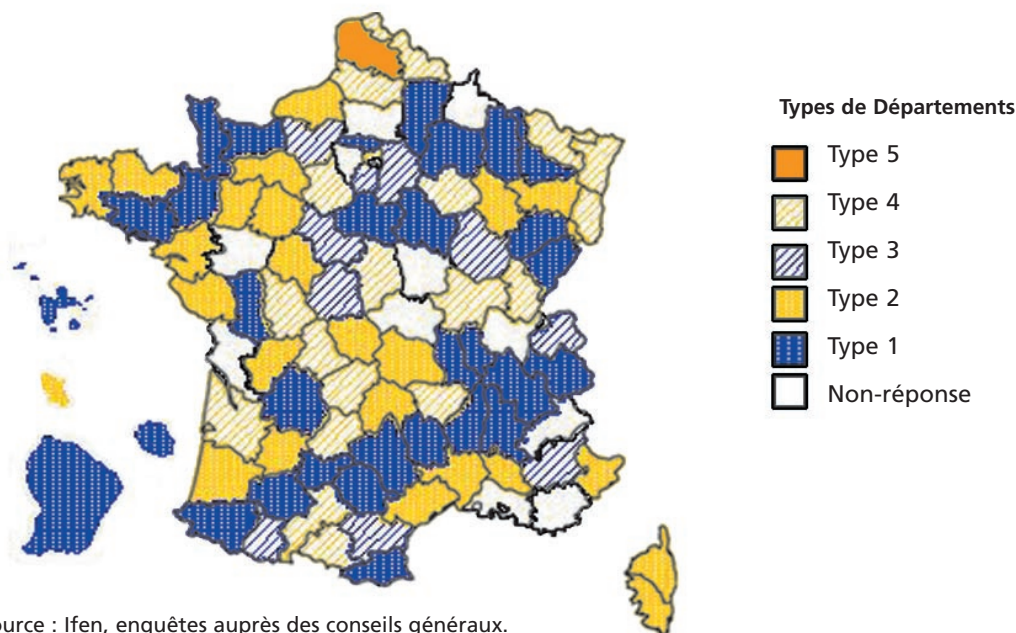 Types de Départements
Type 5
Type 4
Type 3
Type 2
Type 1
Non-réponse
ource : Ifen, enquêtes auprès des conseils généraux.